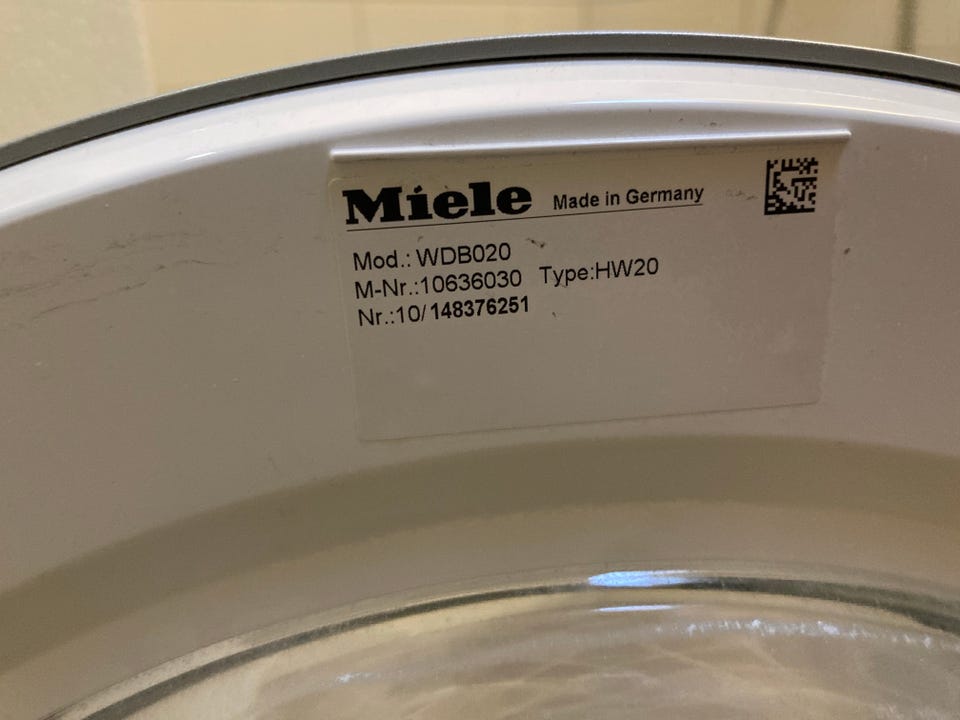 Miele Made in Germany
Mod.: WDB020
M-Nr.:10636030 Type:HW20
Nr.:10/148376251